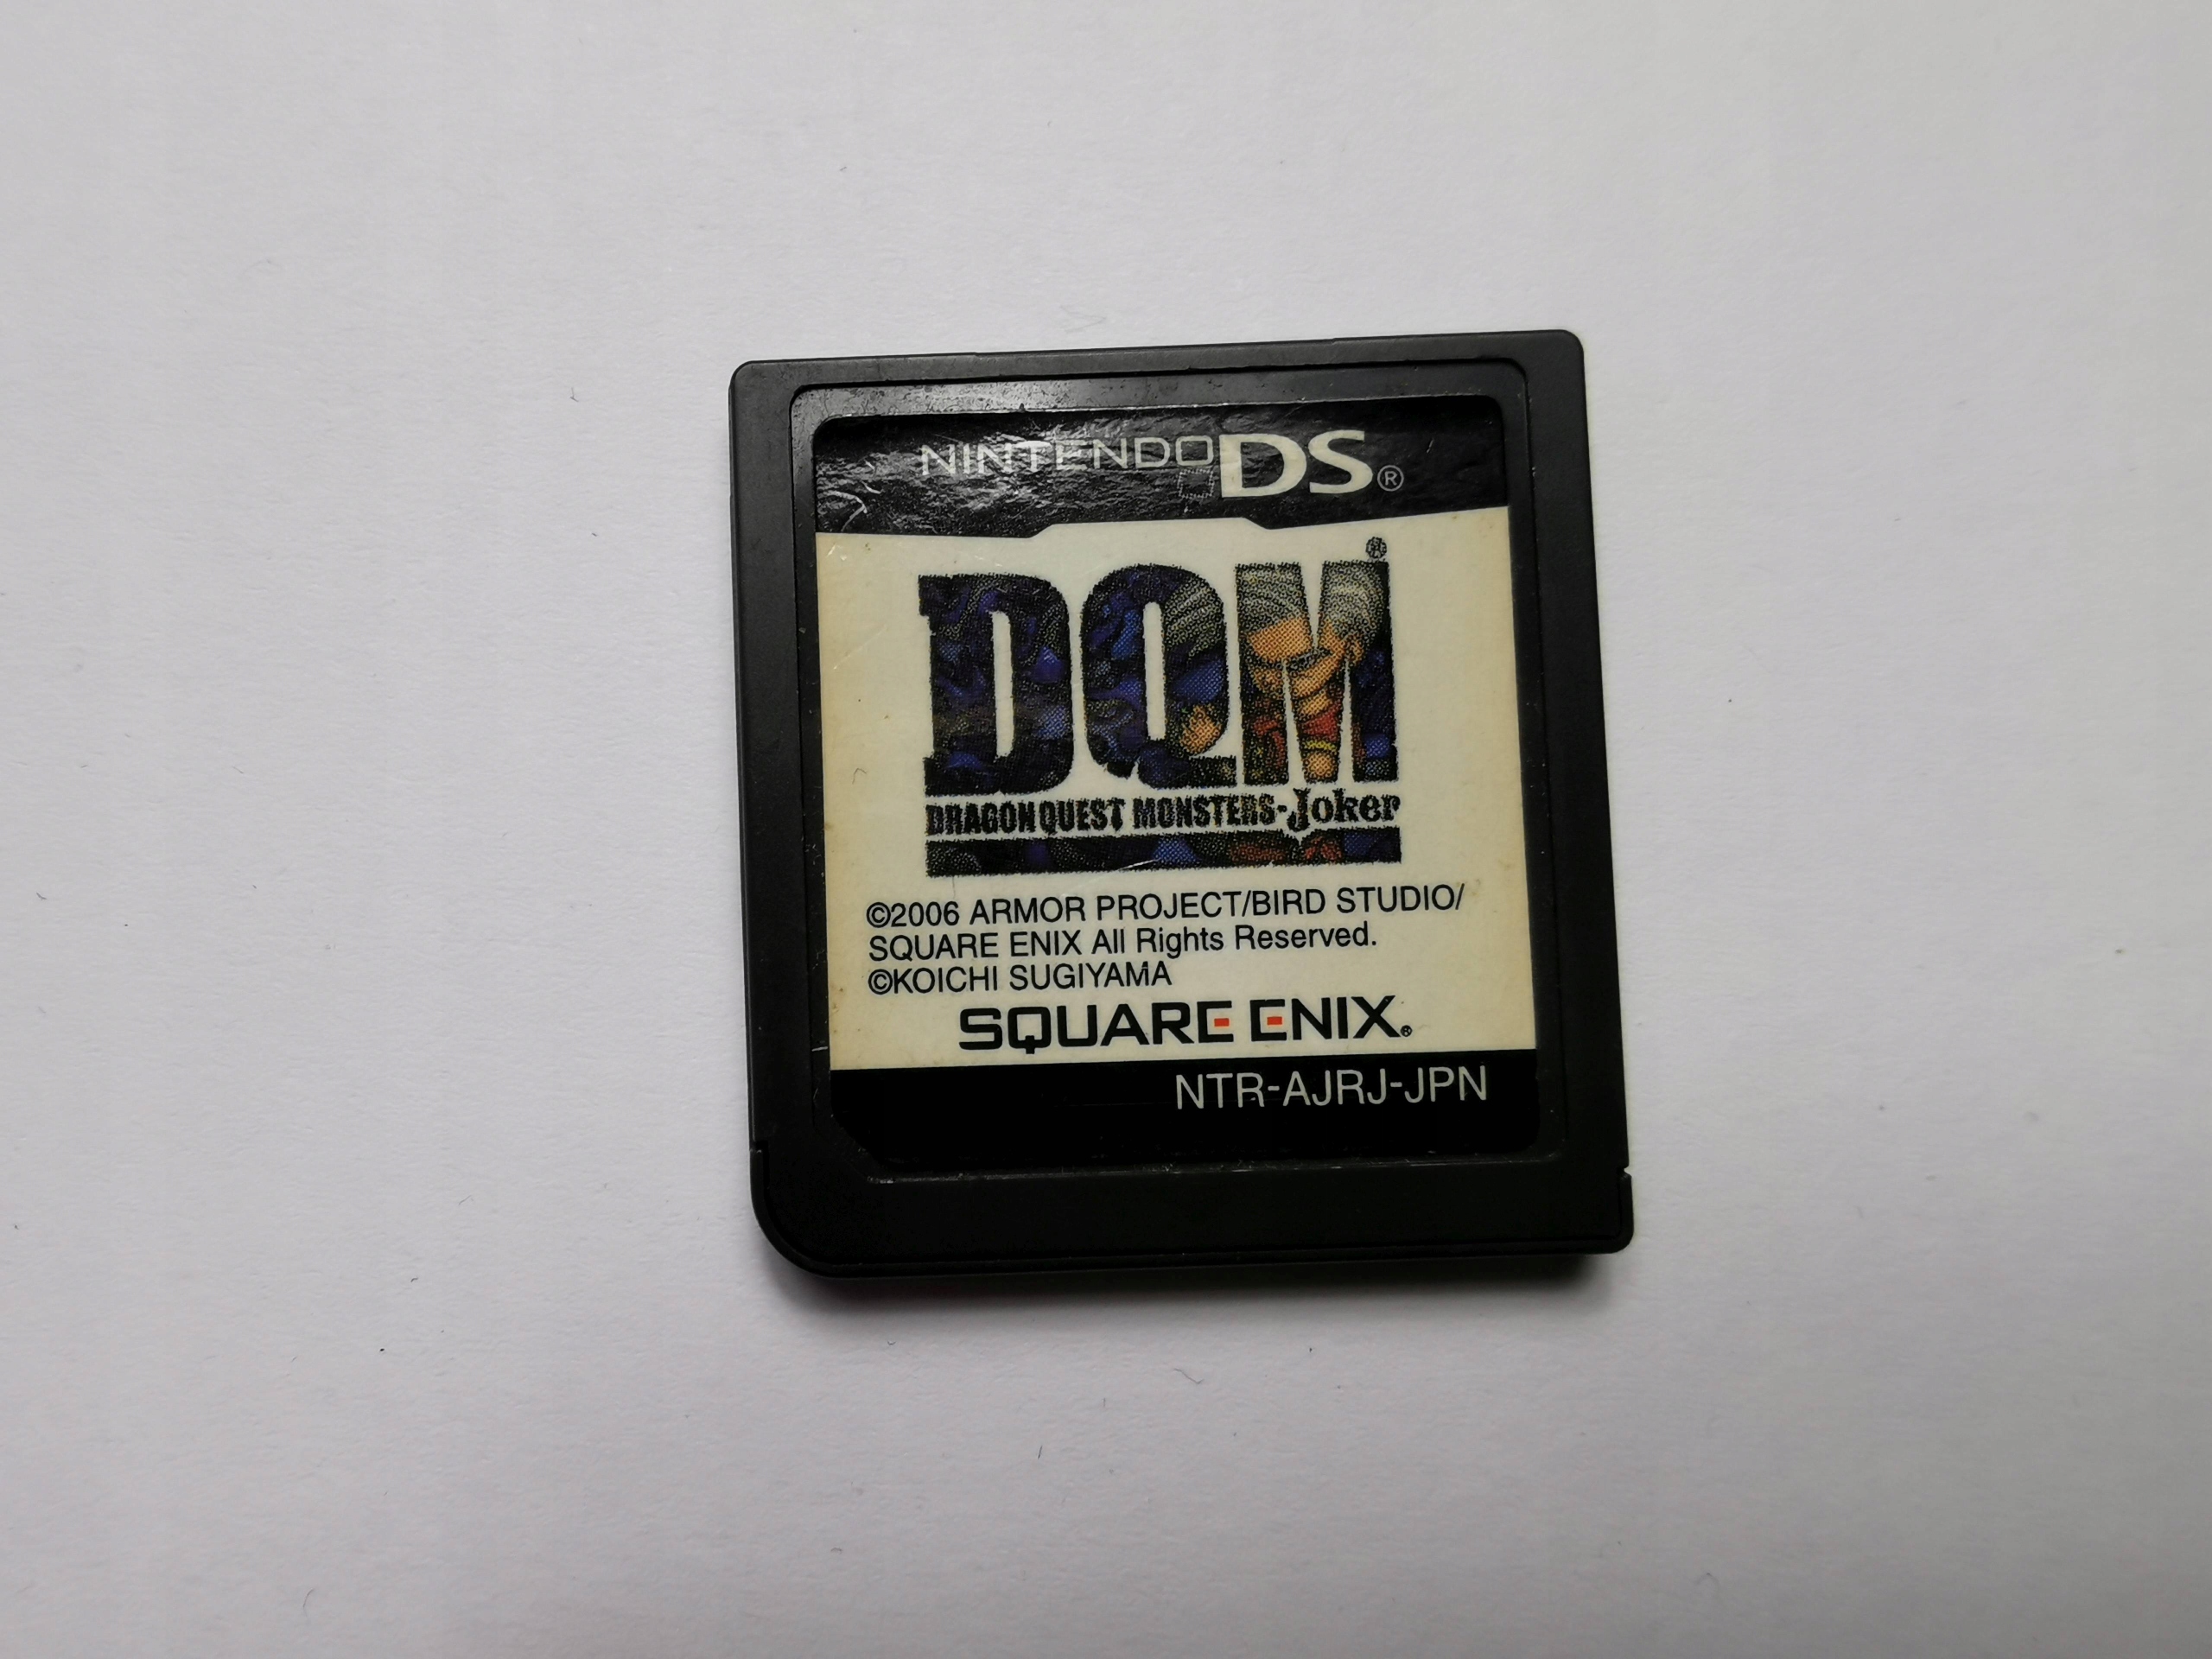 NINTENDO DS®
DQM®
DRAGON QUEST MONSTERS-Joker
©2006 ARMOR PROJECT/BIRD STUDIO/
SQUARE ENIX All Rights Reserved.
©KOICHI SUGIYAMA
SQUARE ENIX®
NTR-AJRJ-JPN